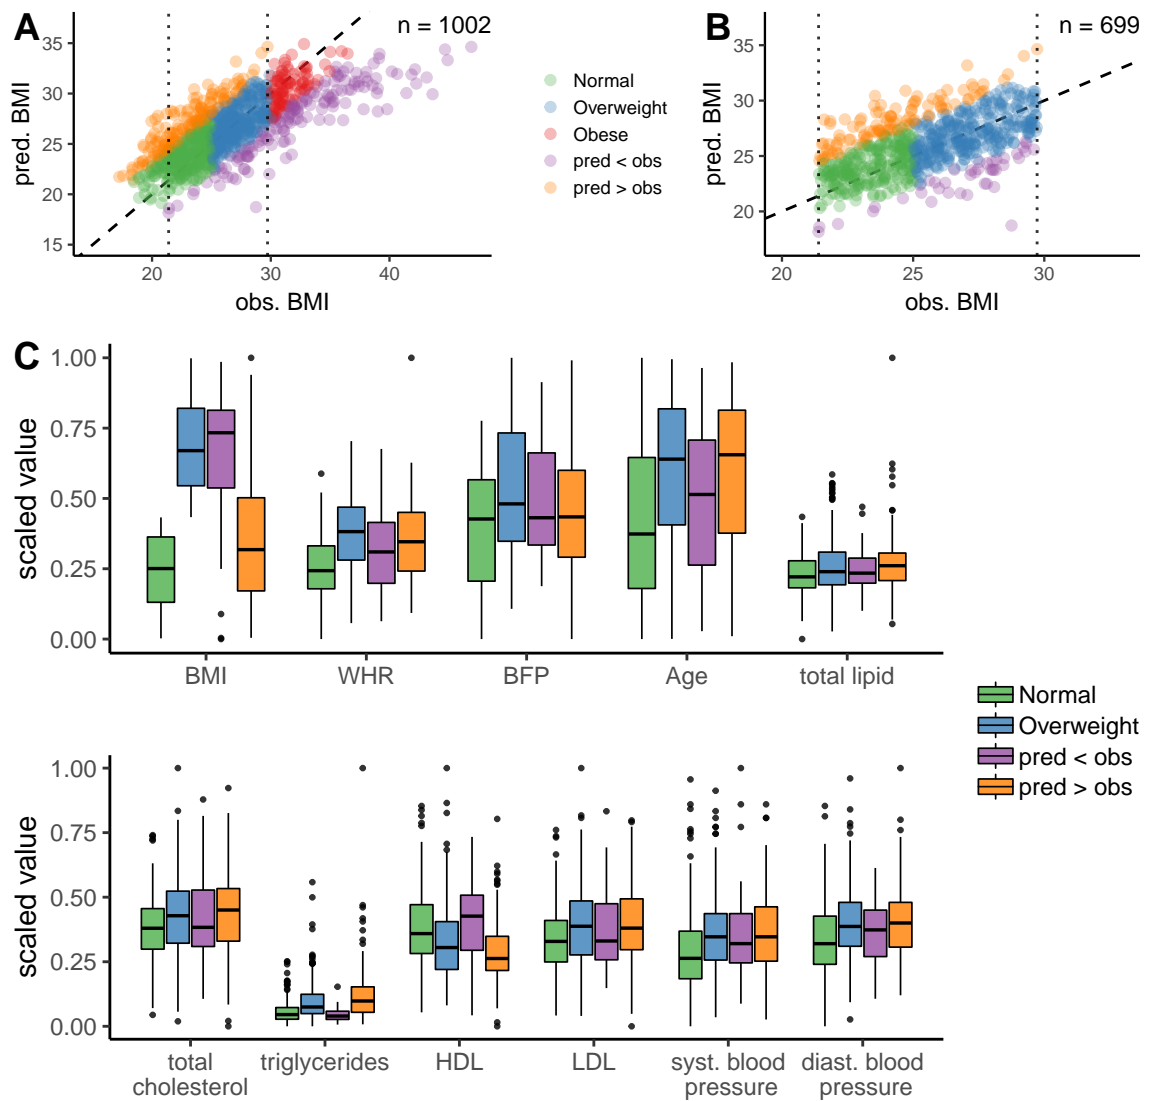 A
n = 1002
35
30
25
20
15
pred. BMI
20
30
40
obs. BMI
Normal
Overweight
Obese
pred < obs
pred > obs
B
n = 699
35
30
25
20
pred. BMI
20
25
30
obs. BMI
C
1.00
0.75
0.50
0.25
0.00
scaled value
BMI
WHR
BFP
Age
total lipid
Normal
Overweight
pred < obs
pred > obs
1.00
0.75
0.50
0.25
0.00
scaled value
total
cholesterol
triglycerides
HDL
LDL
syst. blood
pressure
diast. blood
pressure